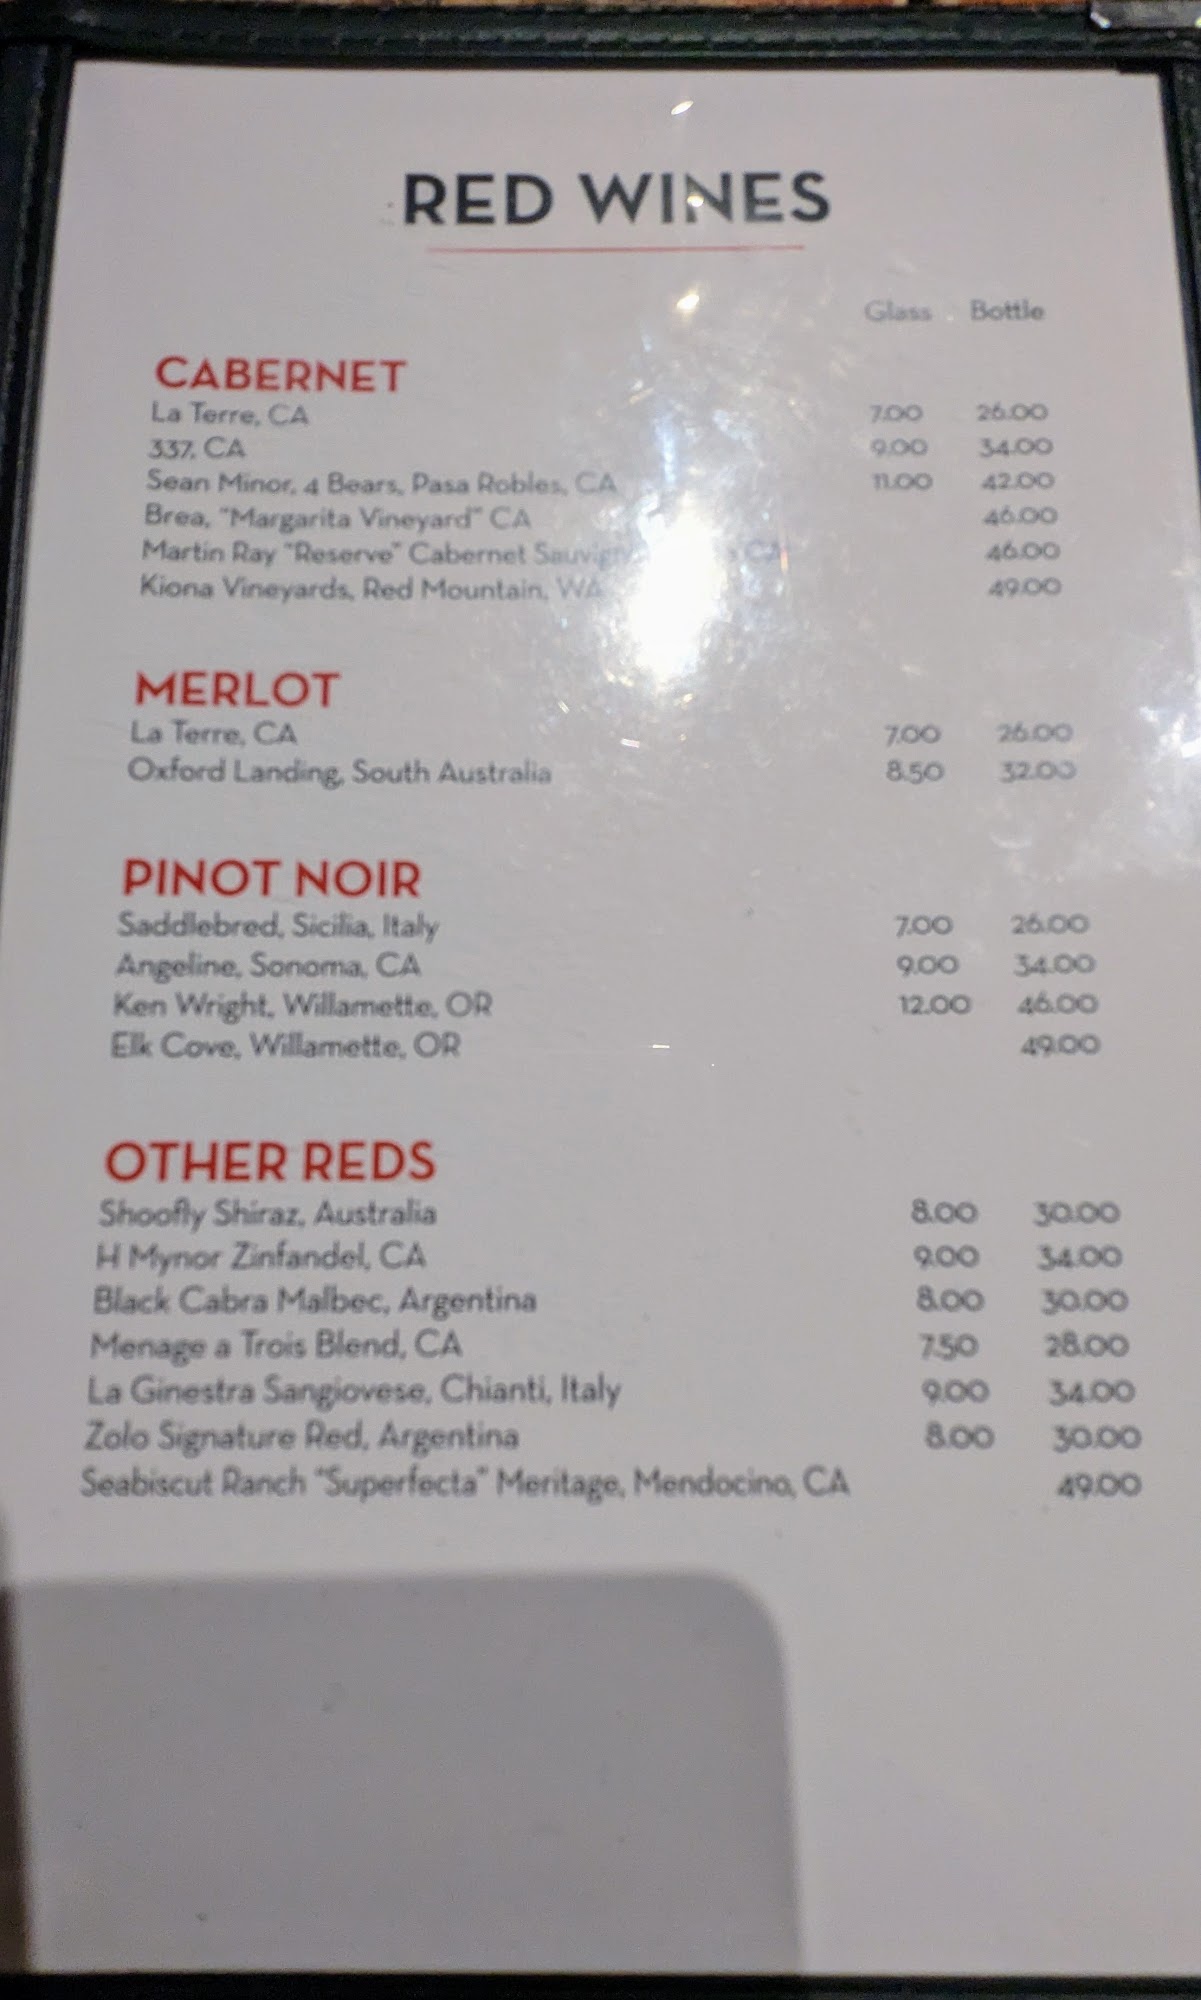 RED WINES
Glass Bottle
CABERNET
La Terre, CA 7.00 26.00
337, CA 9.00 34.00
Sean Minor, 4 Bears, Pasa Robles, CA 11.00 42.00
Brea, "Margarita Vineyard" CA 46.00
Martin Ray "Reserve" Cabernet CA 46.00
Kiona Vineyards, Red Mountain, WA 49.00
MERLOT
La Terre, CA 7.00 26.00
Oxford Landing, South Australia 8.50 32.00
PINOT NOIR
Saddlebred, Sicilia, Italy 7.00 26.00
Angeline, Sonoma, CA 9.00 34.00
Ken Wright, Willamette, OR 12.00 46.00
Elk Cove, Willamette, OR 49.00
OTHER REDS
Shoofly Shiraz, Australia 8.00 30.00
H Mynor Zinfandel, CA 9.00 34.00
Black Cabra Malbec, Argentina 8.00 30.00
Menage a Trois Blend, CA 7.50 28.00
La Ginestra Sangiovese, Chianti, Italy 9.00 34.00
Zolo Signature Red, Argentina 8.00 30.00
Seabiscut Ranch "Superfecta" Meritage, Mendocino, CA 49.00